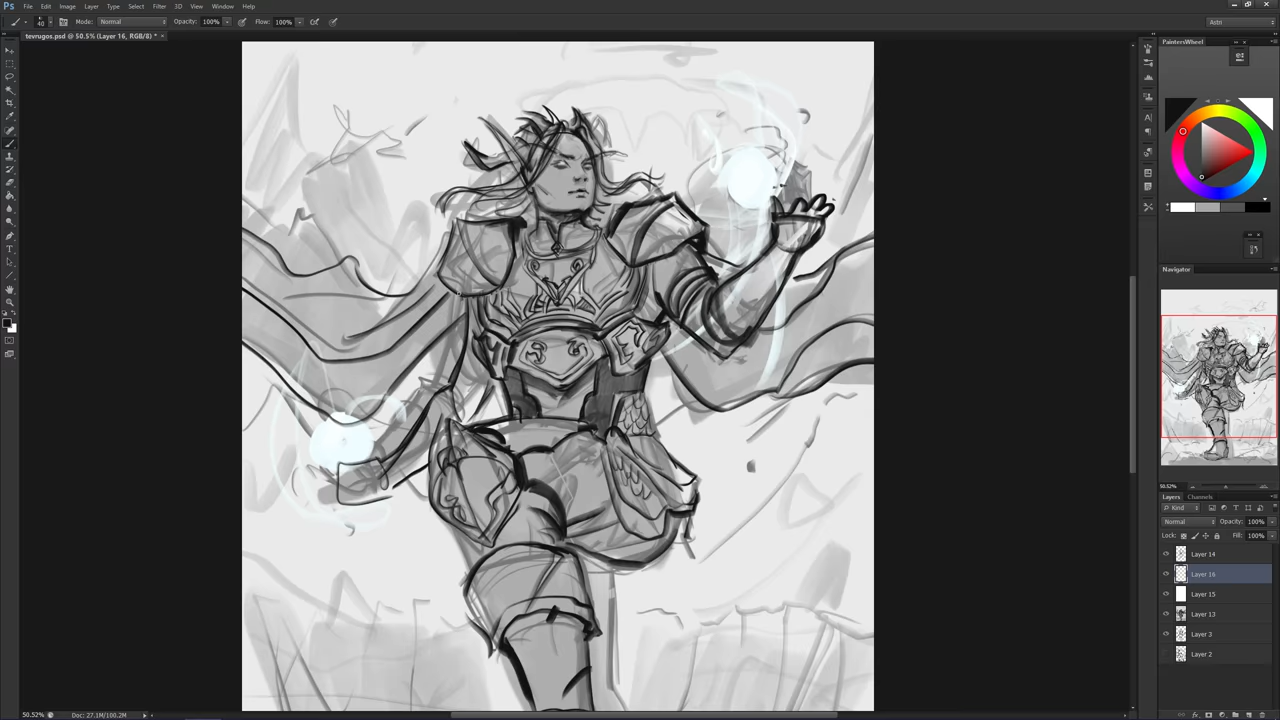 Ps File Edit Image Layer Type Select Filter 3D View Window Help
40 Mode: Normal Opacity: 100% Flow: 100% Astri
tevrugos.psd @ 50.5% (Layer 16, RGB/8) *
PaintersWheel
Navigator
50.52%
Layers Channels
Kind
Normal Opacity: 100%
Lock: Fill: 100%
Layer 14
Layer 16
Layer 15
Layer 13
Layer 3
Layer 2
50.52% Doc: 27.1M/100.2M